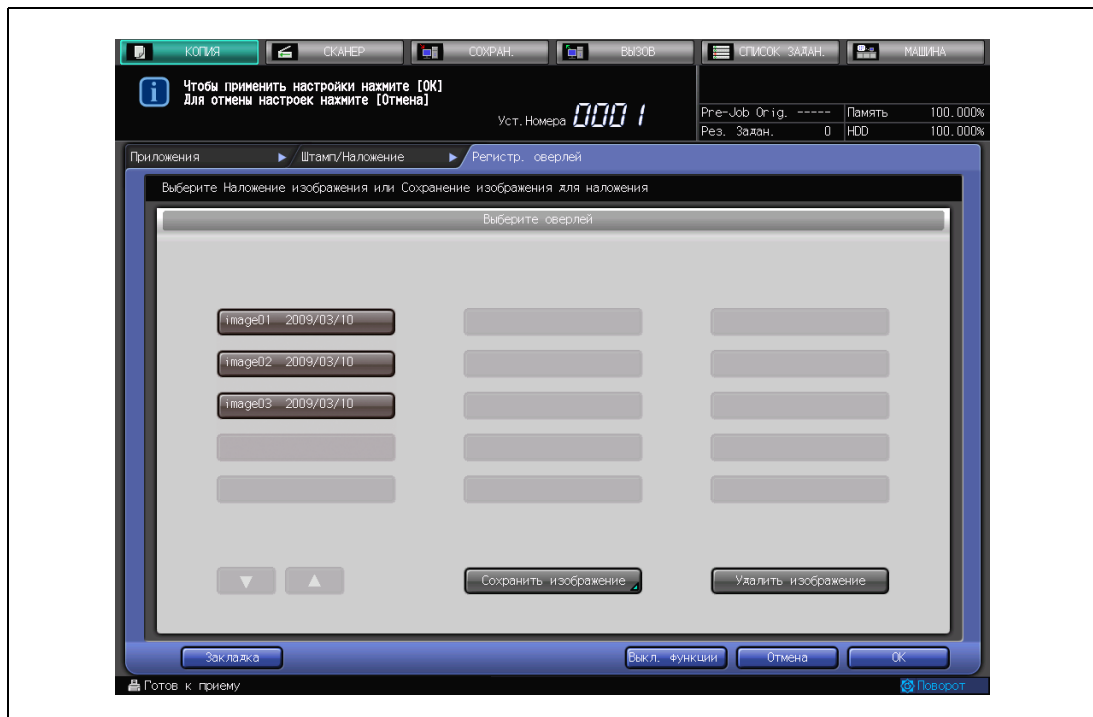 КОПИЯ СКАНЕР СОХРАН. ВЫЗОВ СПИСОК ЗАДАН. МАШИНА
Чтобы применить настройки нажмите [OK]
Для отмены настроек нажмите [Отмена]
Уст.Номера 0001
Pre-Job Orig. ----- Память 100.000%
Рез. Задан. 0 HDD 100.000%
Приложения Штамп/Наложение Регистр. оверлей
Выберите Наложение изображения или Сохранение изображения для наложения
Выберите оверлей
image01 2009/03/10
image02 2009/03/10
image03 2009/03/10
Сохранить изображение Удалить изображение
Закладка Выкл. функции Отмена OK
Готов к приему Поворот